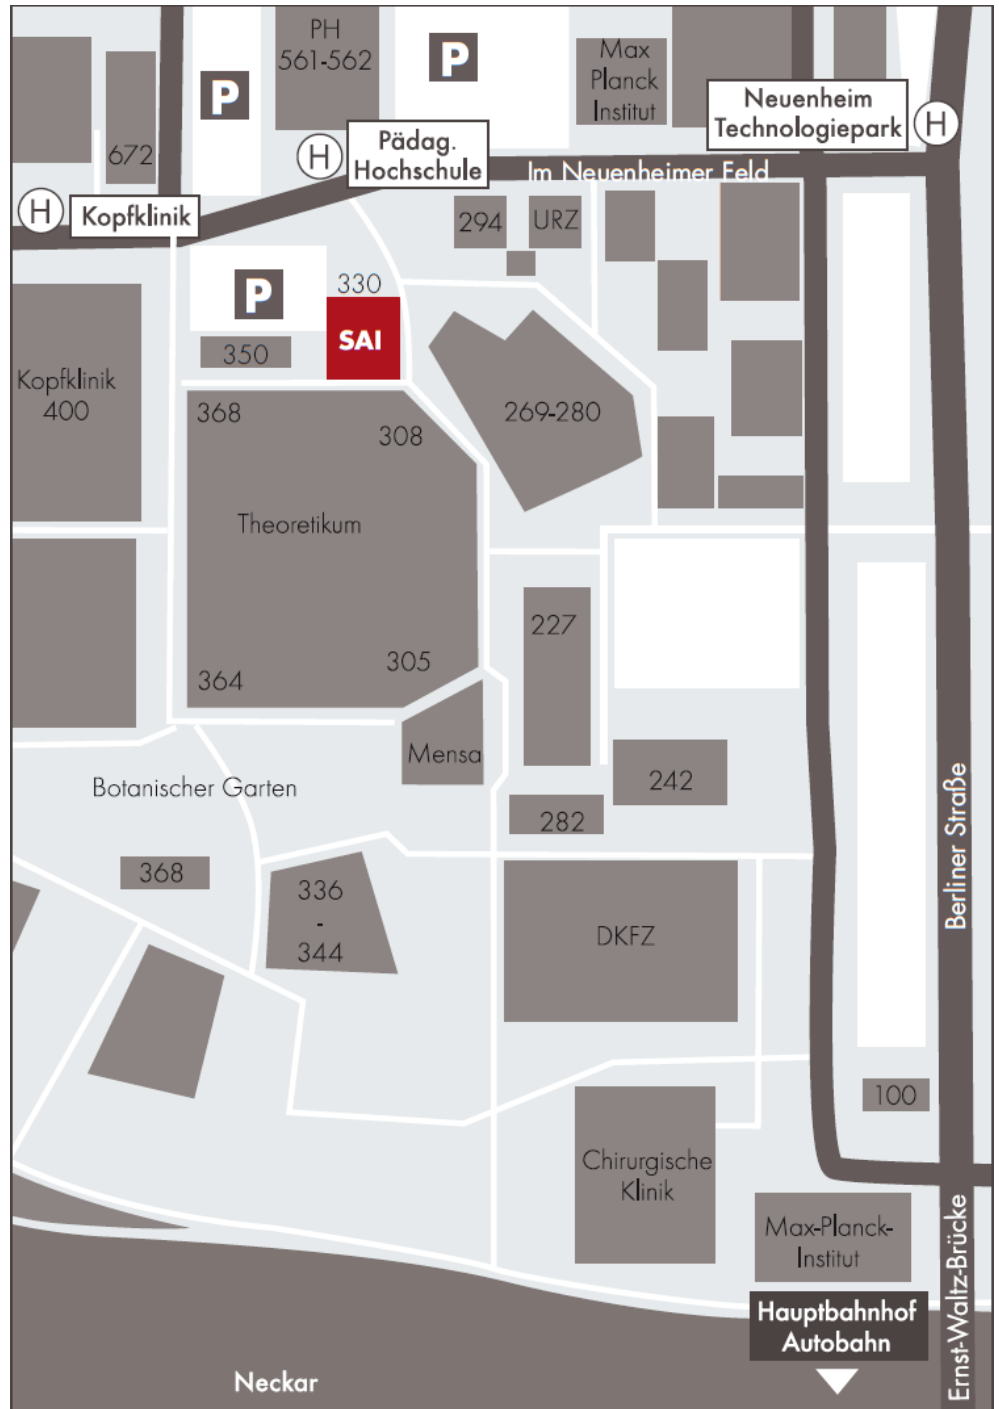 PH
561-562
P
P
Max
Planck
Institut
Neuenheim
Technologiepark
H
672
H
Pädag.
Hochschule
Im Neuenheimer Feld
H
Kopfklinik
294
URZ
P
330
SAI
350
Kopfklinik
400
368
308
269-280
Theoretikum
227
305
364
Mensa
242
Botanischer Garten
282
368
336
-
344
DKFZ
Berliner Straße
100
Chirurgische
Klinik
Max-Planck-
Institut
Ernst-Waltz-Brücke
Hauptbahnhof
Autobahn
Neckar